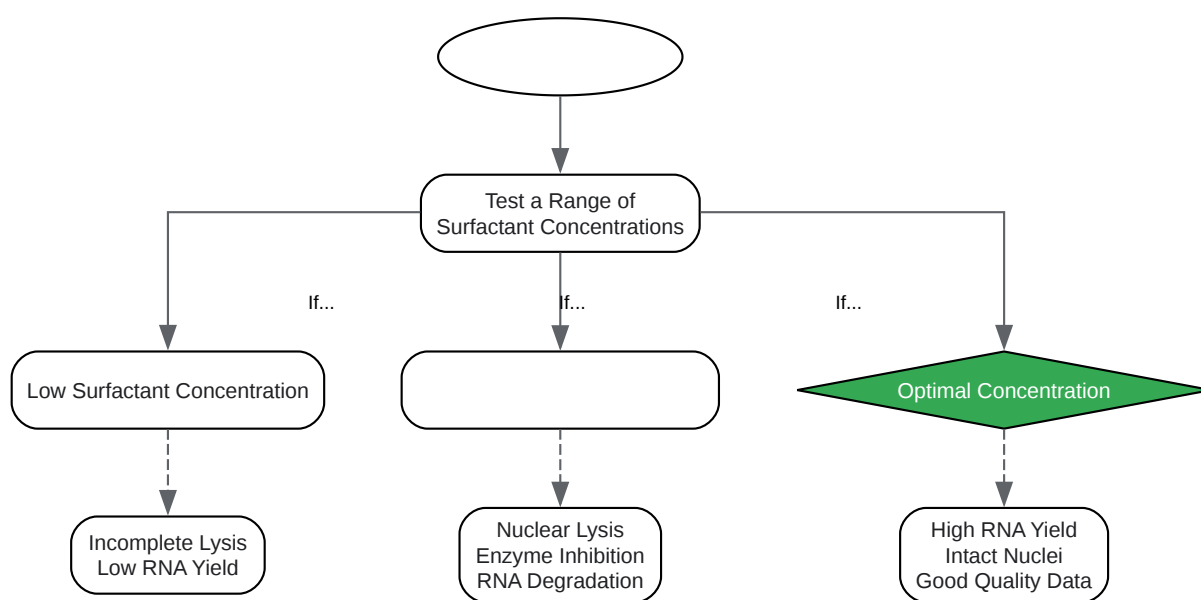 Test a Range of
Surfactant Concentrations
If...
If...
If...
Low Surfactant Concentration
Optimal Concentration
Incomplete Lysis
Low RNA Yield
Nuclear Lysis
Enzyme Inhibition
RNA Degradation
High RNA Yield
Intact Nuclei
Good Quality Data